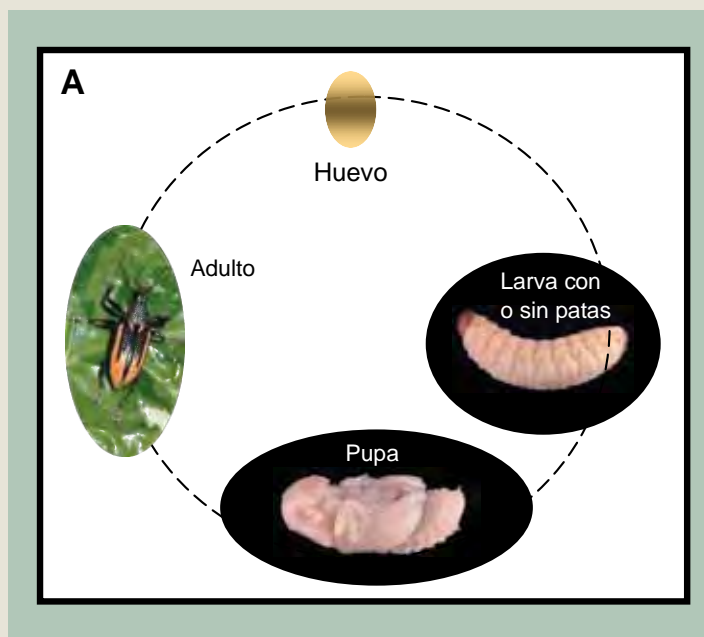 A
Huevo
Adulto
Larva con
o sin patas
Pupa